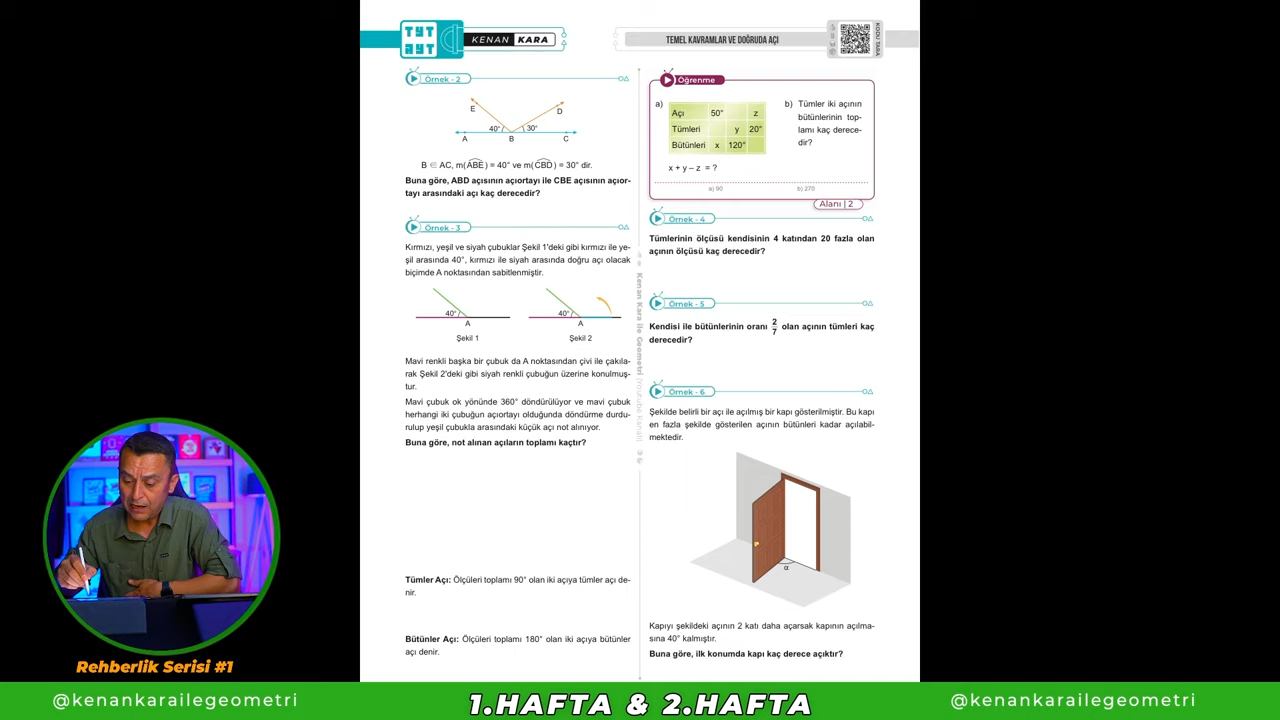 TYT
AYT
KENAN KARA
TEMEL KAVRAMLAR VE DOĞRUDA AÇI
KODU TARA
Örnek - 2
E
D
40°
30°
A
B
C
B ∈ AC, m(ABE) = 40° ve m(CBD) = 30° dir.
Buna göre, ABD açısının açıortayı ile CBE açısının açıor-
tayı arasındaki açı kaç derecedir?
Örnek - 3
Kırmızı, yeşil ve siyah çubuklar Şekil 1'deki gibi kırmızı ile ye-
şil arasında 40°, kırmızı ile siyah arasında doğru açı olacak
biçimde A noktasından sabitlenmiştir.
40°
A
Şekil 1
40°
A
Şekil 2
Mavi renkli başka bir çubuk da A noktasından çivi ile çakıla-
rak Şekil 2'deki gibi siyah renkli çubuğun üzerine konulmuş-
tur.
Mavi çubuk ok yönünde 360° döndürülüyor ve mavi çubuk
herhangi iki çubuğun açıortayı olduğunda döndürme durdu-
rulup yeşil çubukla arasındaki küçük açı not alınıyor.
Buna göre, not alınan açıların toplamı kaçtır?
Tümler Açı: Ölçüleri toplamı 90° olan iki açıya tümler açı de-
nir.
Bütünler Açı: Ölçüleri toplamı 180° olan iki açıya bütünler
açı denir.
Kenan Kara ile Geometri (Youtube Kanalı)
Öğrenme
a)
Açı 50° z
Tümleri y 20°
Bütünleri x 120°
x + y – z = ?
b) Tümler iki açının
bütünlerinin top-
lamı kaç derece-
dir?
a) 90 b) 270
Alanı | 2
Örnek - 4
Tümlerinin ölçüsü kendisinin 4 katından 20 fazla olan
açının ölçüsü kaç derecedir?
Örnek - 5
Kendisi ile bütünlerinin oranı 2/7 olan açının tümleri kaç
derecedir?
Örnek - 6
Şekilde belirli bir açı ile açılmış bir kapı gösterilmiştir. Bu kapı
en fazla şekilde gösterilen açının bütünleri kadar açılabil-
mektedir.
α
Kapıyı şekildeki açının 2 katı daha açarsak kapının açılma-
sına 40° kalmıştır.
Buna göre, ilk konumda kapı kaç derece açıktır?
Rehberlik Serisi #1
@kenankarailegeometri
1.HAFTA & 2.HAFTA
@kenankarailegeometri